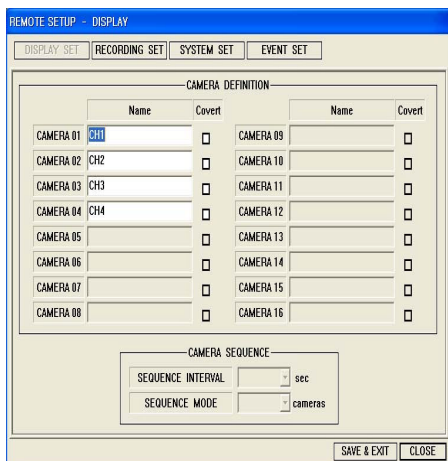 REMOTE SETUP - DISPLAY
DISPLAY SET RECORDING SET SYSTEM SET EVENT SET
CAMERA DEFINITION
Name Covert Name Covert
CAMERA 01 CH1 CAMERA 09
CAMERA 02 CH2 CAMERA 10
CAMERA 03 CH3 CAMERA 11
CAMERA 04 CH4 CAMERA 12
CAMERA 05 CAMERA 13
CAMERA 06 CAMERA 14
CAMERA 07 CAMERA 15
CAMERA 08 CAMERA 16
CAMERA SEQUENCE
SEQUENCE INTERVAL sec
SEQUENCE MODE cameras
SAVE & EXIT CLOSE